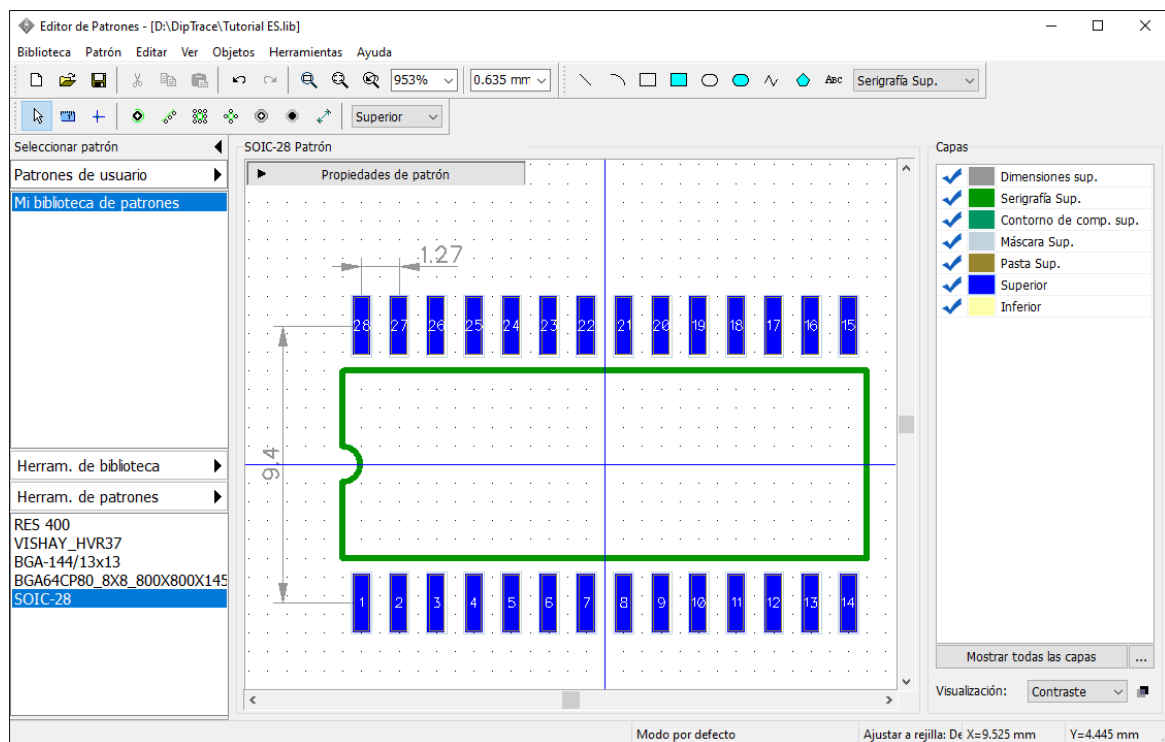 Editor de Patrones - [D:\DipTrace\Tutorial ES.lib]
Biblioteca Patrón Editar Ver Objetos Herramientas Ayuda
953% 0.635 mm ABC Serigrafía Sup.
Superior
Seleccionar patrón
Patrones de usuario
Mi biblioteca de patrones
Herram. de biblioteca
Herram. de patrones
RES 400
VISHAY_HVR37
BGA-144/13x13
BGA64CP80_8X8_800X800X145
SOIC-28
SOIC-28 Patrón
Propiedades de patrón
1.27
28 27 26 25 24 23 22 21 20 19 18 17 16 15
9.4
1 2 3 4 5 6 7 8 9 10 11 12 13 14
Capas
Dimensiones sup.
Serigrafía Sup.
Contorno de comp. sup.
Máscara Sup.
Pasta Sup.
Superior
Inferior
Mostrar todas las capas ...
Visualización: Contraste
Modo por defecto Ajustar a rejilla: De X=9.525 mm Y=4.445 mm